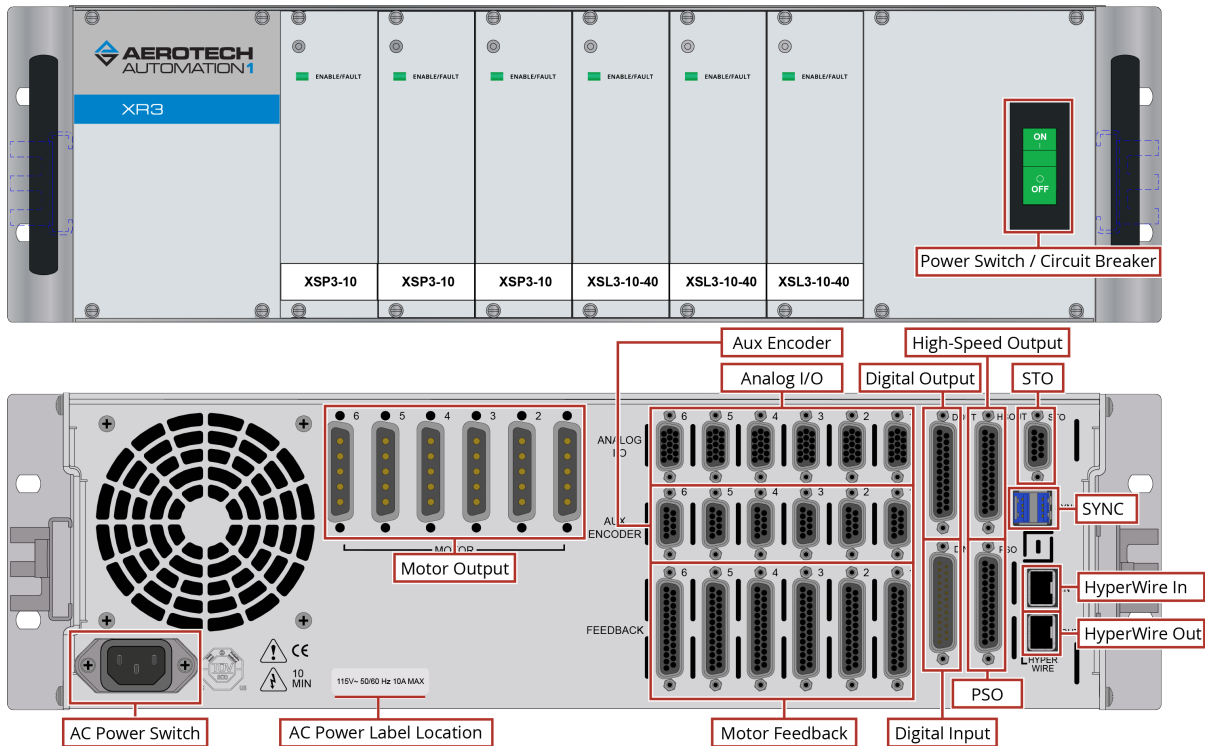 AEROTECH
AUTOMATION1
XR3
ENABLE/FAULT ENABLE/FAULT ENABLE/FAULT ENABLE/FAULT ENABLE/FAULT ENABLE/FAULT
ON
I
OFF
XSP3-10 XSP3-10 XSP3-10 XSL3-10-40 XSL3-10-40 XSL3-10-40
Power Switch / Circuit Breaker
Aux Encoder
High-Speed Output
Analog I/O
Digital Output
STO
6 5 4 3 2
6 5 4 3 2
STO
ANALOG
I/O
6 5 4 3 2
AUX
ENCODER
SYNC
MOTOR
Motor Output
6 5 4 3 2
PSO
HyperWire In
FEEDBACK
HyperWire Out
HYPER
WIRE
CE
10
MIN
115V~ 50/60 Hz 10A MAX
PSO
AC Power Switch
AC Power Label Location
Motor Feedback
Digital Input